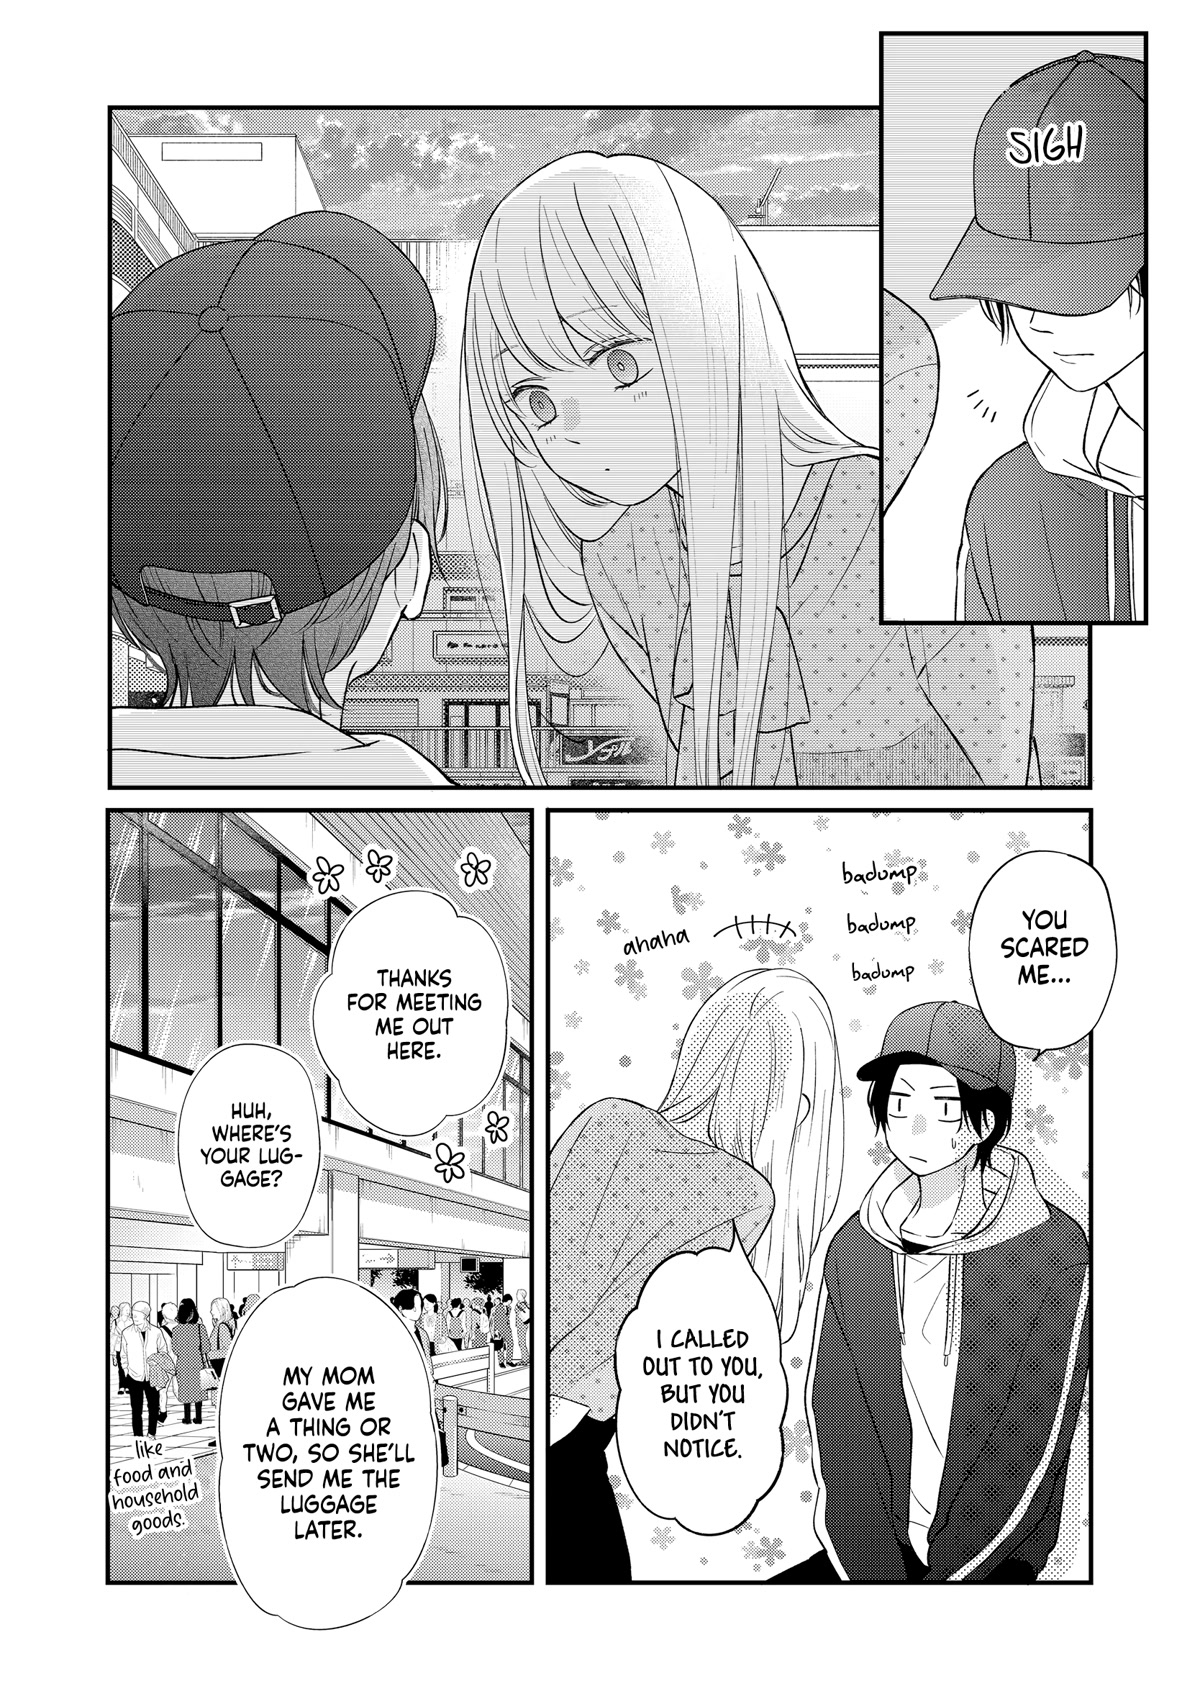 SIGH
YOU
SCARED
ME...
badump
badump
badump
ahaha
I CALLED
OUT TO YOU,
BUT YOU
DIDN'T
NOTICE.
THANKS
FOR MEETING
ME OUT
HERE.
HUH,
WHERE'S
YOUR LUG-
GAGE?
MY MOM
GAVE ME
A THING OR
TWO, SO SHE'LL
SEND ME THE
LUGGAGE
LATER.
like
food and
household
goods.